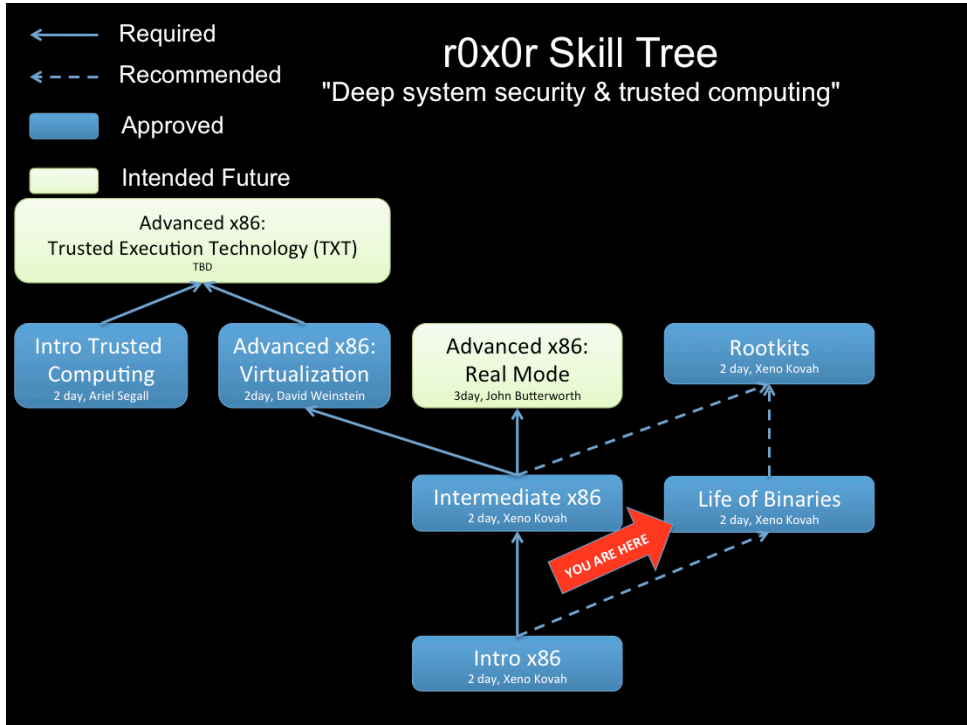 Required
Recommended
Approved
Intended Future
r0x0r Skill Tree
"Deep system security & trusted computing"
Advanced x86:
Trusted Execution Technology (TXT)
TBD
Intro Trusted
Computing
2 day, Ariel Segall
Advanced x86:
Virtualization
2day, David Weinstein
Advanced x86:
Real Mode
3day, John Butterworth
Rootkits
2 day, Xeno Kovah
Intermediate x86
2 day, Xeno Kovah
Life of Binaries
2 day, Xeno Kovah
YOU ARE HERE
Intro x86
2 day, Xeno Kovah